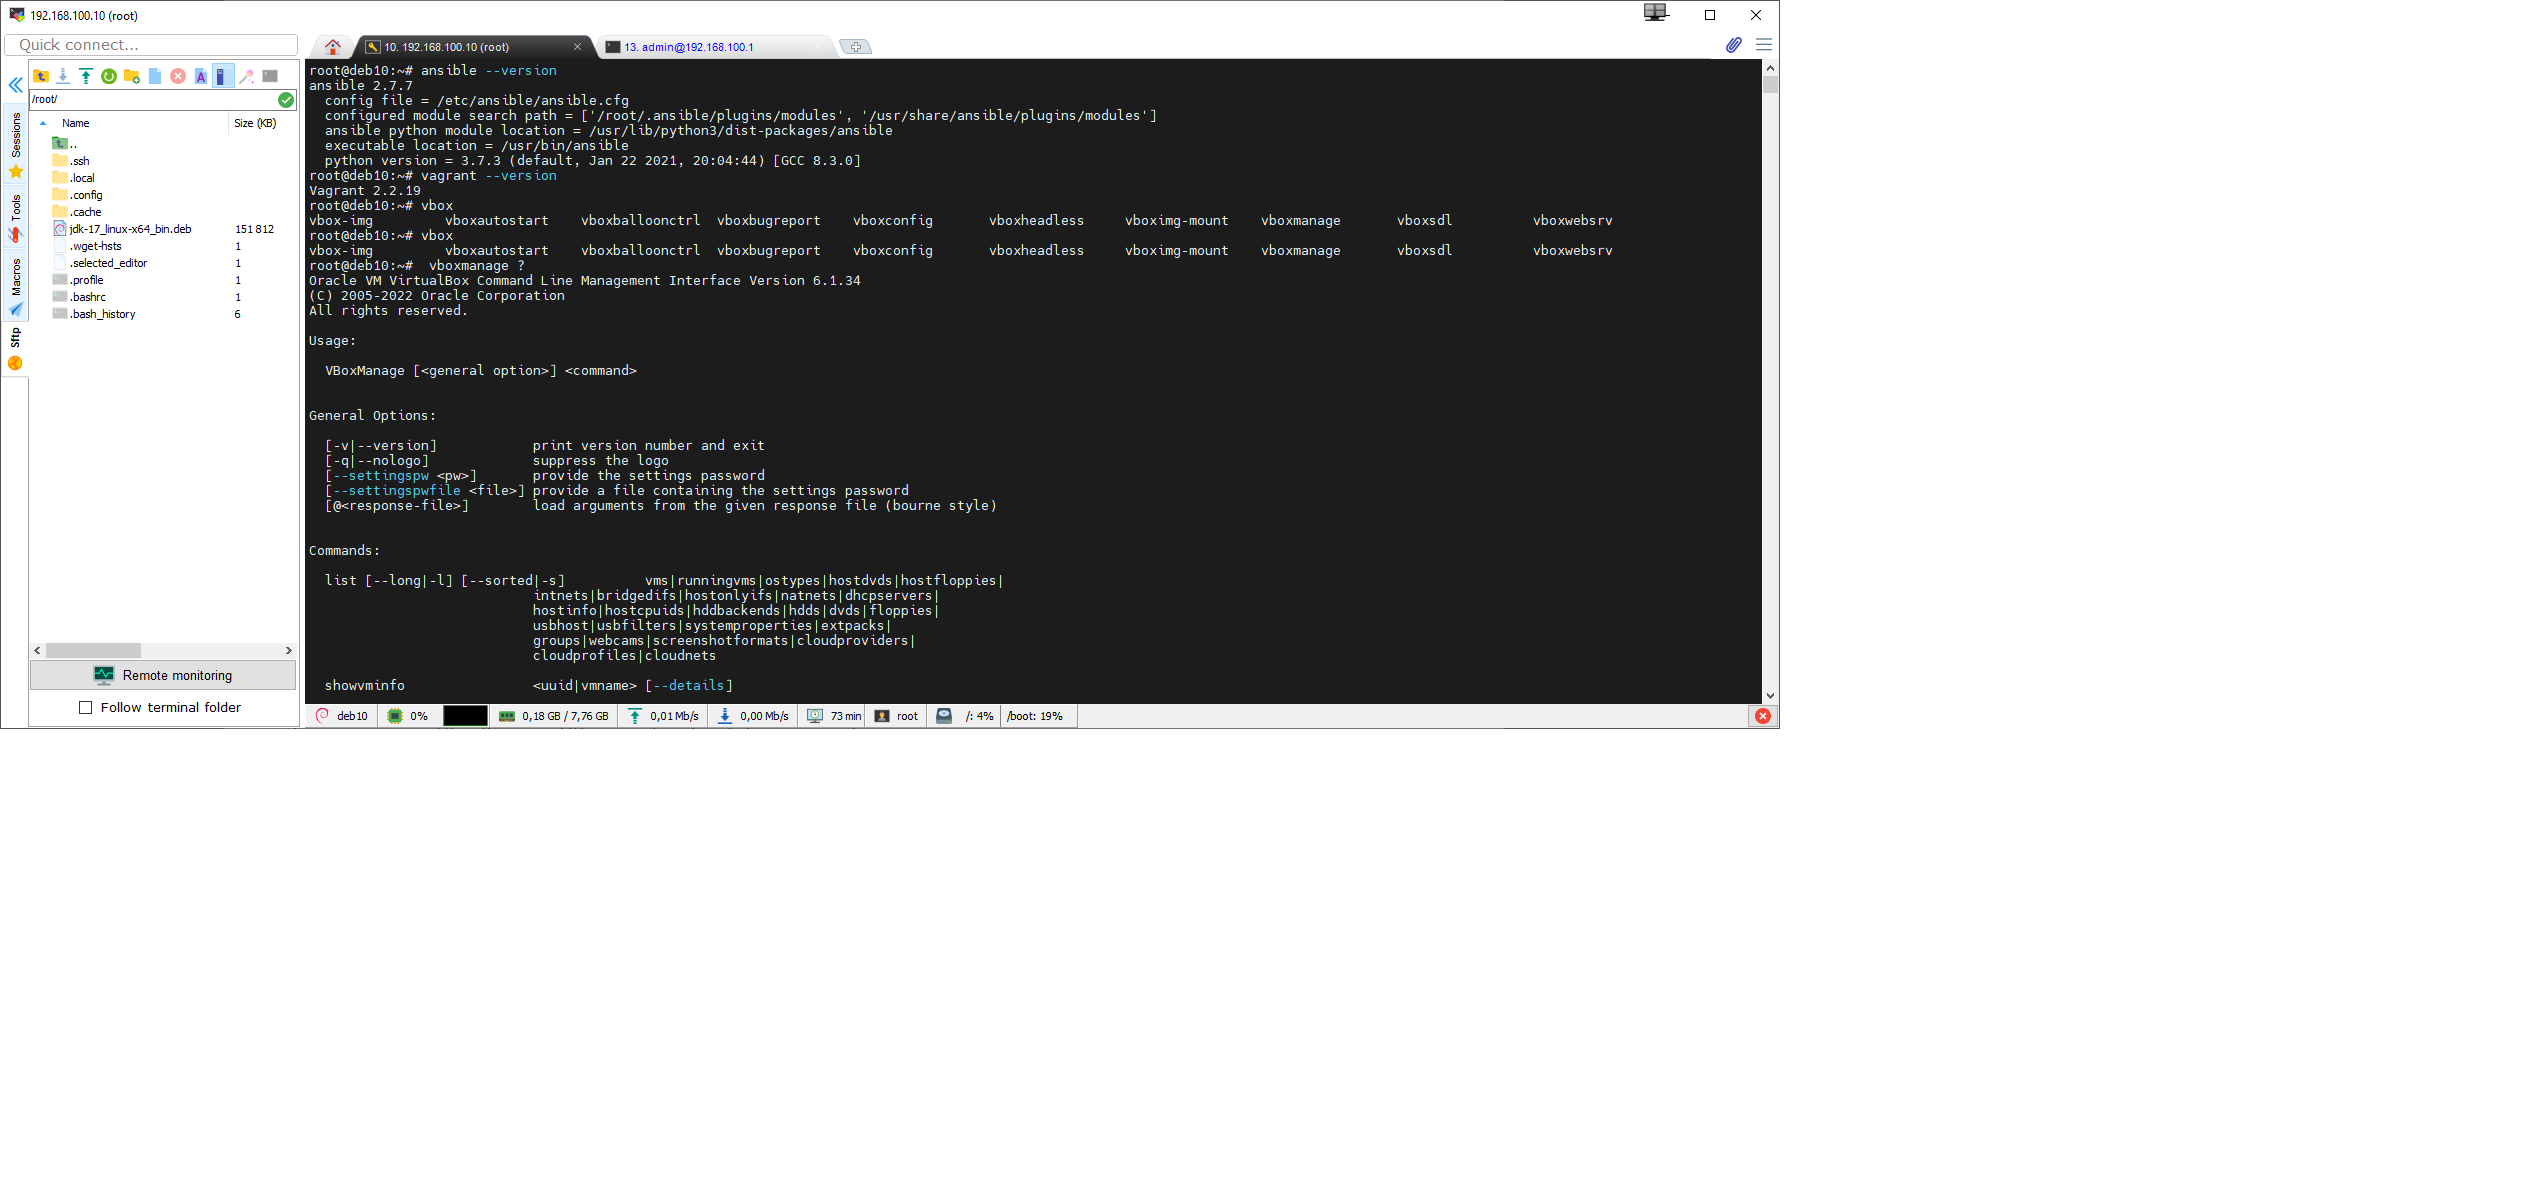 192.168.100.10 (root)
Quick connect...
10. 192.168.100.10 (root)
13. admin@192.168.100.1
/root/
Name Size (KB)
..
.ssh
.local
.config
.cache
jdk-17_linux-x64_bin.deb 151 812
.wget-hsts 1
.selected_editor 1
.profile 1
.bashrc 1
.bash_history 6
Sessions
Tools
Macros
Sftp
Remote monitoring
Follow terminal folder
root@deb10:~# ansible --version
ansible 2.7.7
  config file = /etc/ansible/ansible.cfg
  configured module search path = ['/root/.ansible/plugins/modules', '/usr/share/ansible/plugins/modules']
  ansible python module location = /usr/lib/python3/dist-packages/ansible
  executable location = /usr/bin/ansible
  python version = 3.7.3 (default, Jan 22 2021, 20:04:44) [GCC 8.3.0]
root@deb10:~# vagrant --version
Vagrant 2.2.19
root@deb10:~# vbox
vbox-img vboxautostart vboxballoonctrl vboxbugreport vboxconfig vboxheadless vboximg-mount vboxmanage vboxsdl vboxwebsrv
root@deb10:~# vbox
vbox-img vboxautostart vboxballoonctrl vboxbugreport vboxconfig vboxheadless vboximg-mount vboxmanage vboxsdl vboxwebsrv
root@deb10:~#  vboxmanage ?
Oracle VM VirtualBox Command Line Management Interface Version 6.1.34
(C) 2005-2022 Oracle Corporation
All rights reserved.
Usage:
  VBoxManage [<general option>] <command>
General Options:
  [-v|--version] print version number and exit
  [-q|--nologo] suppress the logo
  [--settingspw <pw>] provide the settings password
  [--settingspwfile <file>] provide a file containing the settings password
  [@<response-file>] load arguments from the given response file (bourne style)
Commands:
  list [--long|-l] [--sorted|-s] vms|runningvms|ostypes|hostdvds|hostfloppies|
intnets|bridgedifs|hostonlyifs|natnets|dhcpservers|
hostinfo|hostcpuids|hddbackends|hdds|dvds|floppies|
usbhost|usbfilters|systemproperties|extpacks|
groups|webcams|screenshotformats|cloudproviders|
cloudprofiles|cloudnets
  showvminfo <uuid|vmname> [--details]
deb10 0% 0,18 GB / 7,76 GB 0,01 Mb/s 0,00 Mb/s 73 min root /: 4% /boot: 19%